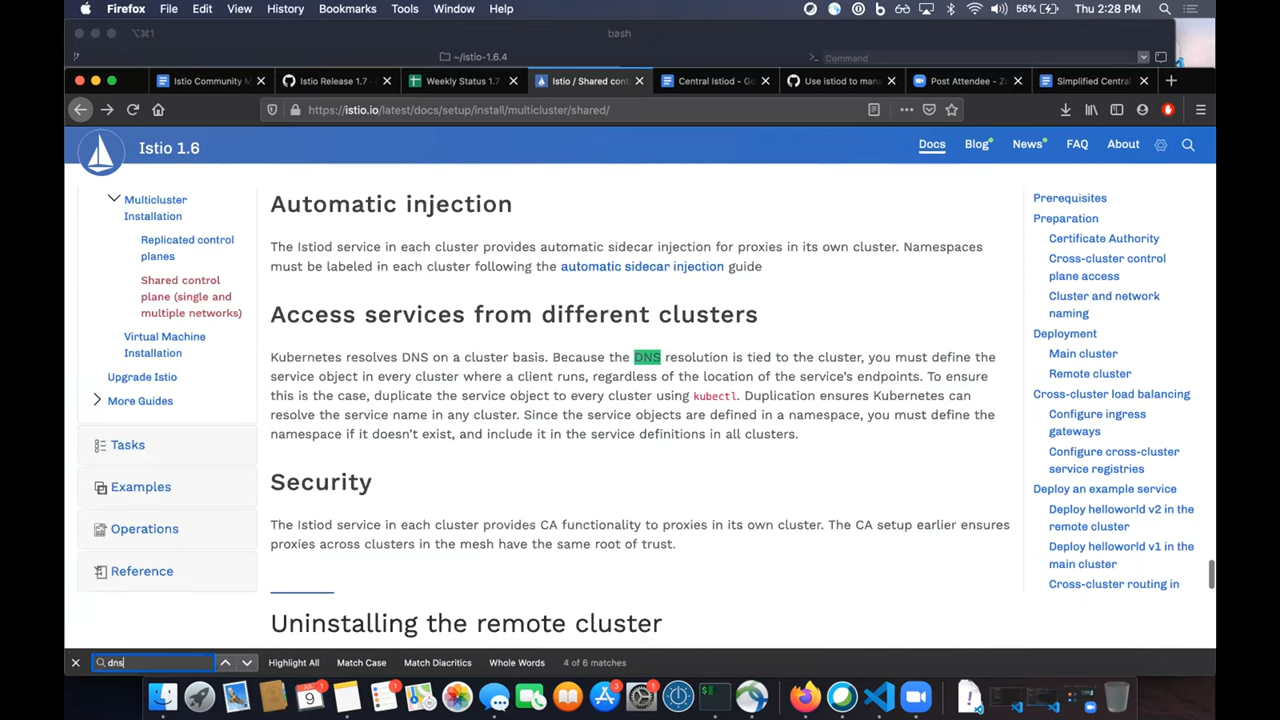 Firefox File Edit View History Bookmarks Tools Window Help 56% Thu 2:28 PM
⌥⌘1 bash
~/istio-1.6.4 Command
Istio Community M Istio Release 1.7 - Weekly Status 1.7 Istio / Shared cont Central Istiod - Go Use istiod to mana Post Attendee - Zo Simplified Central
https://istio.io/latest/docs/setup/install/multicluster/shared/
Istio 1.6 Docs Blog News FAQ About
Multicluster
Installation
Replicated control
planes
Shared control
plane (single and
multiple networks)
Virtual Machine
Installation
Upgrade Istio
More Guides
Tasks
Examples
Operations
Reference
Automatic injection
The Istiod service in each cluster provides automatic sidecar injection for proxies in its own cluster. Namespaces
must be labeled in each cluster following the automatic sidecar injection guide
Access services from different clusters
Kubernetes resolves DNS on a cluster basis. Because the DNS resolution is tied to the cluster, you must define the
service object in every cluster where a client runs, regardless of the location of the service's endpoints. To ensure
this is the case, duplicate the service object to every cluster using kubectl. Duplication ensures Kubernetes can
resolve the service name in any cluster. Since the service objects are defined in a namespace, you must define the
namespace if it doesn't exist, and include it in the service definitions in all clusters.
Security
The Istiod service in each cluster provides CA functionality to proxies in its own cluster. The CA setup earlier ensures
proxies across clusters in the mesh have the same root of trust.
Uninstalling the remote cluster
Prerequisites
Preparation
Certificate Authority
Cross-cluster control
plane access
Cluster and network
naming
Deployment
Main cluster
Remote cluster
Cross-cluster load balancing
Configure ingress
gateways
Configure cross-cluster
service registries
Deploy an example service
Deploy helloworld v2 in the
remote cluster
Deploy helloworld v1 in the
main cluster
Cross-cluster routing in
dns Highlight All Match Case Match Diacritics Whole Words 4 of 6 matches